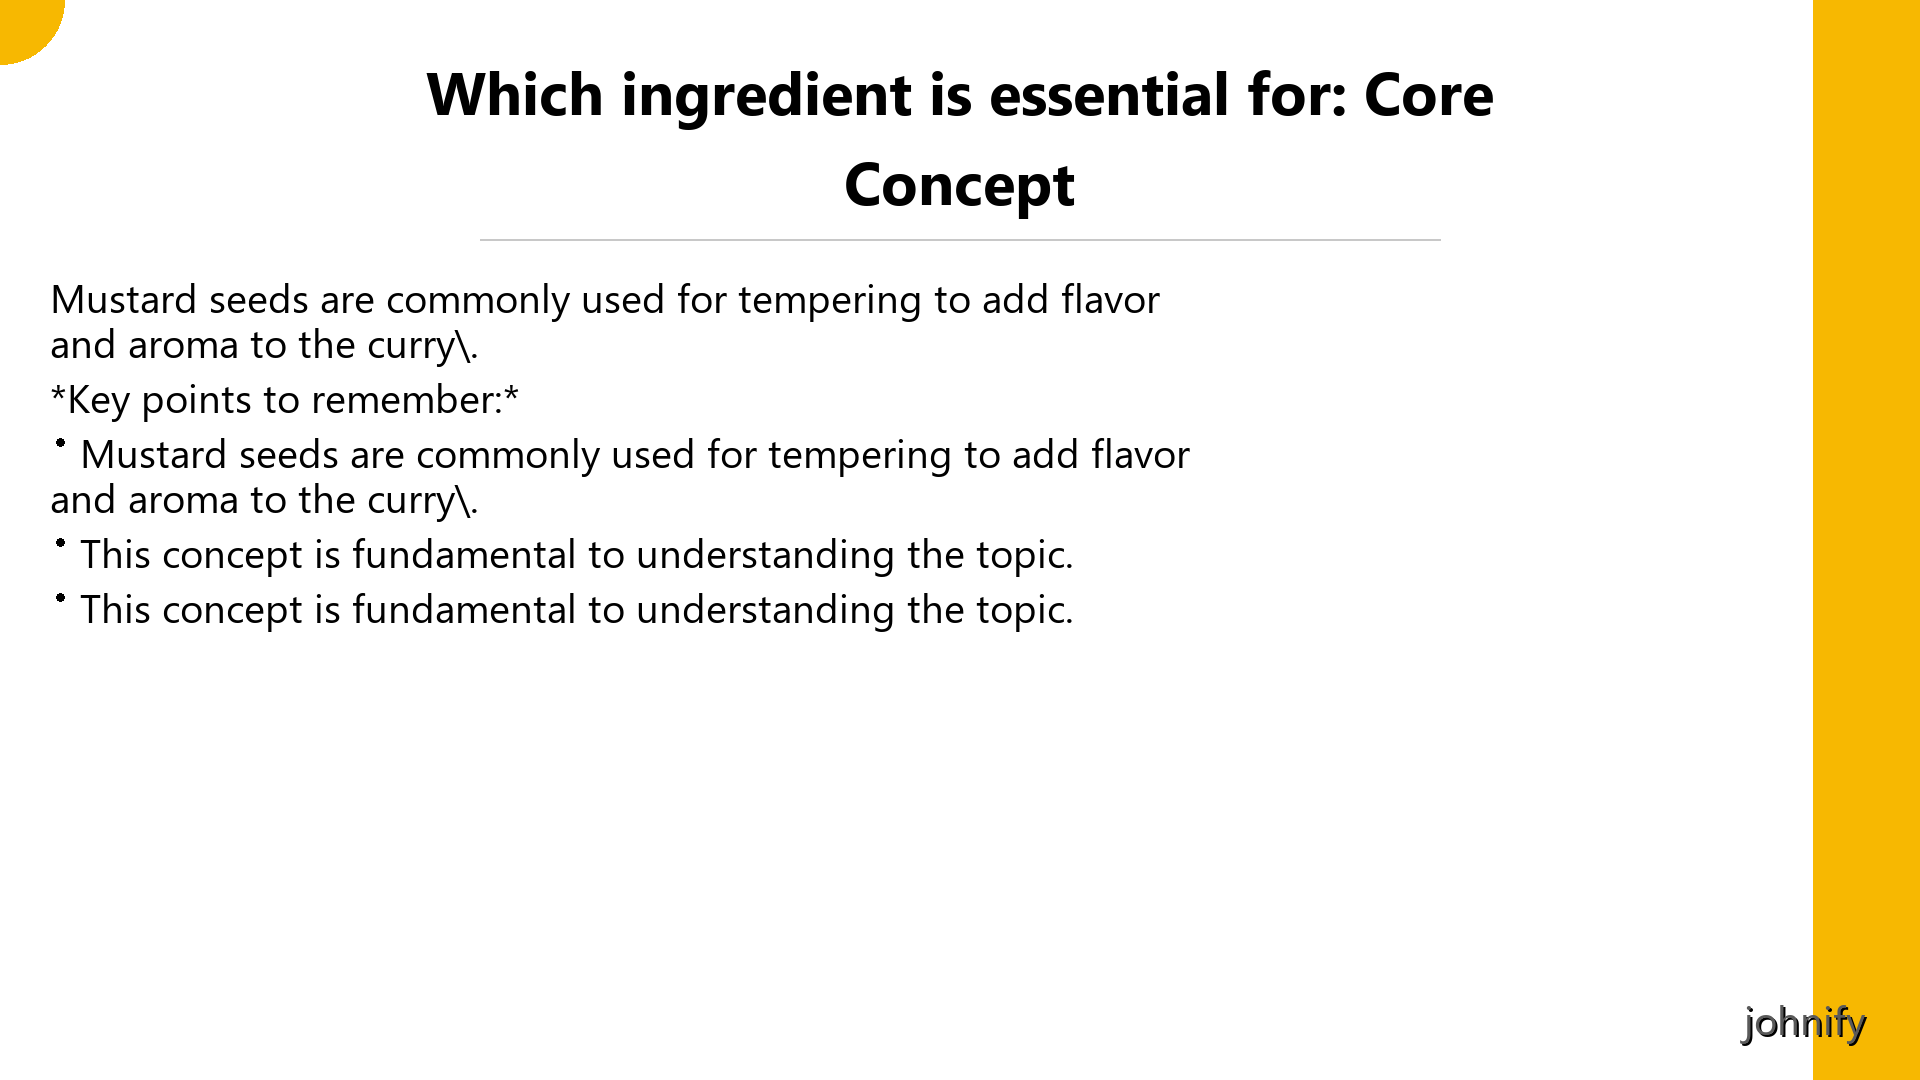 Which ingredient is essential for: Core
Concept
Mustard seeds are commonly used for tempering to add flavor
and aroma to the curry\.
*Key points to remember:*
• Mustard seeds are commonly used for tempering to add flavor
and aroma to the curry\.
• This concept is fundamental to understanding the topic.
• This concept is fundamental to understanding the topic.
johnify